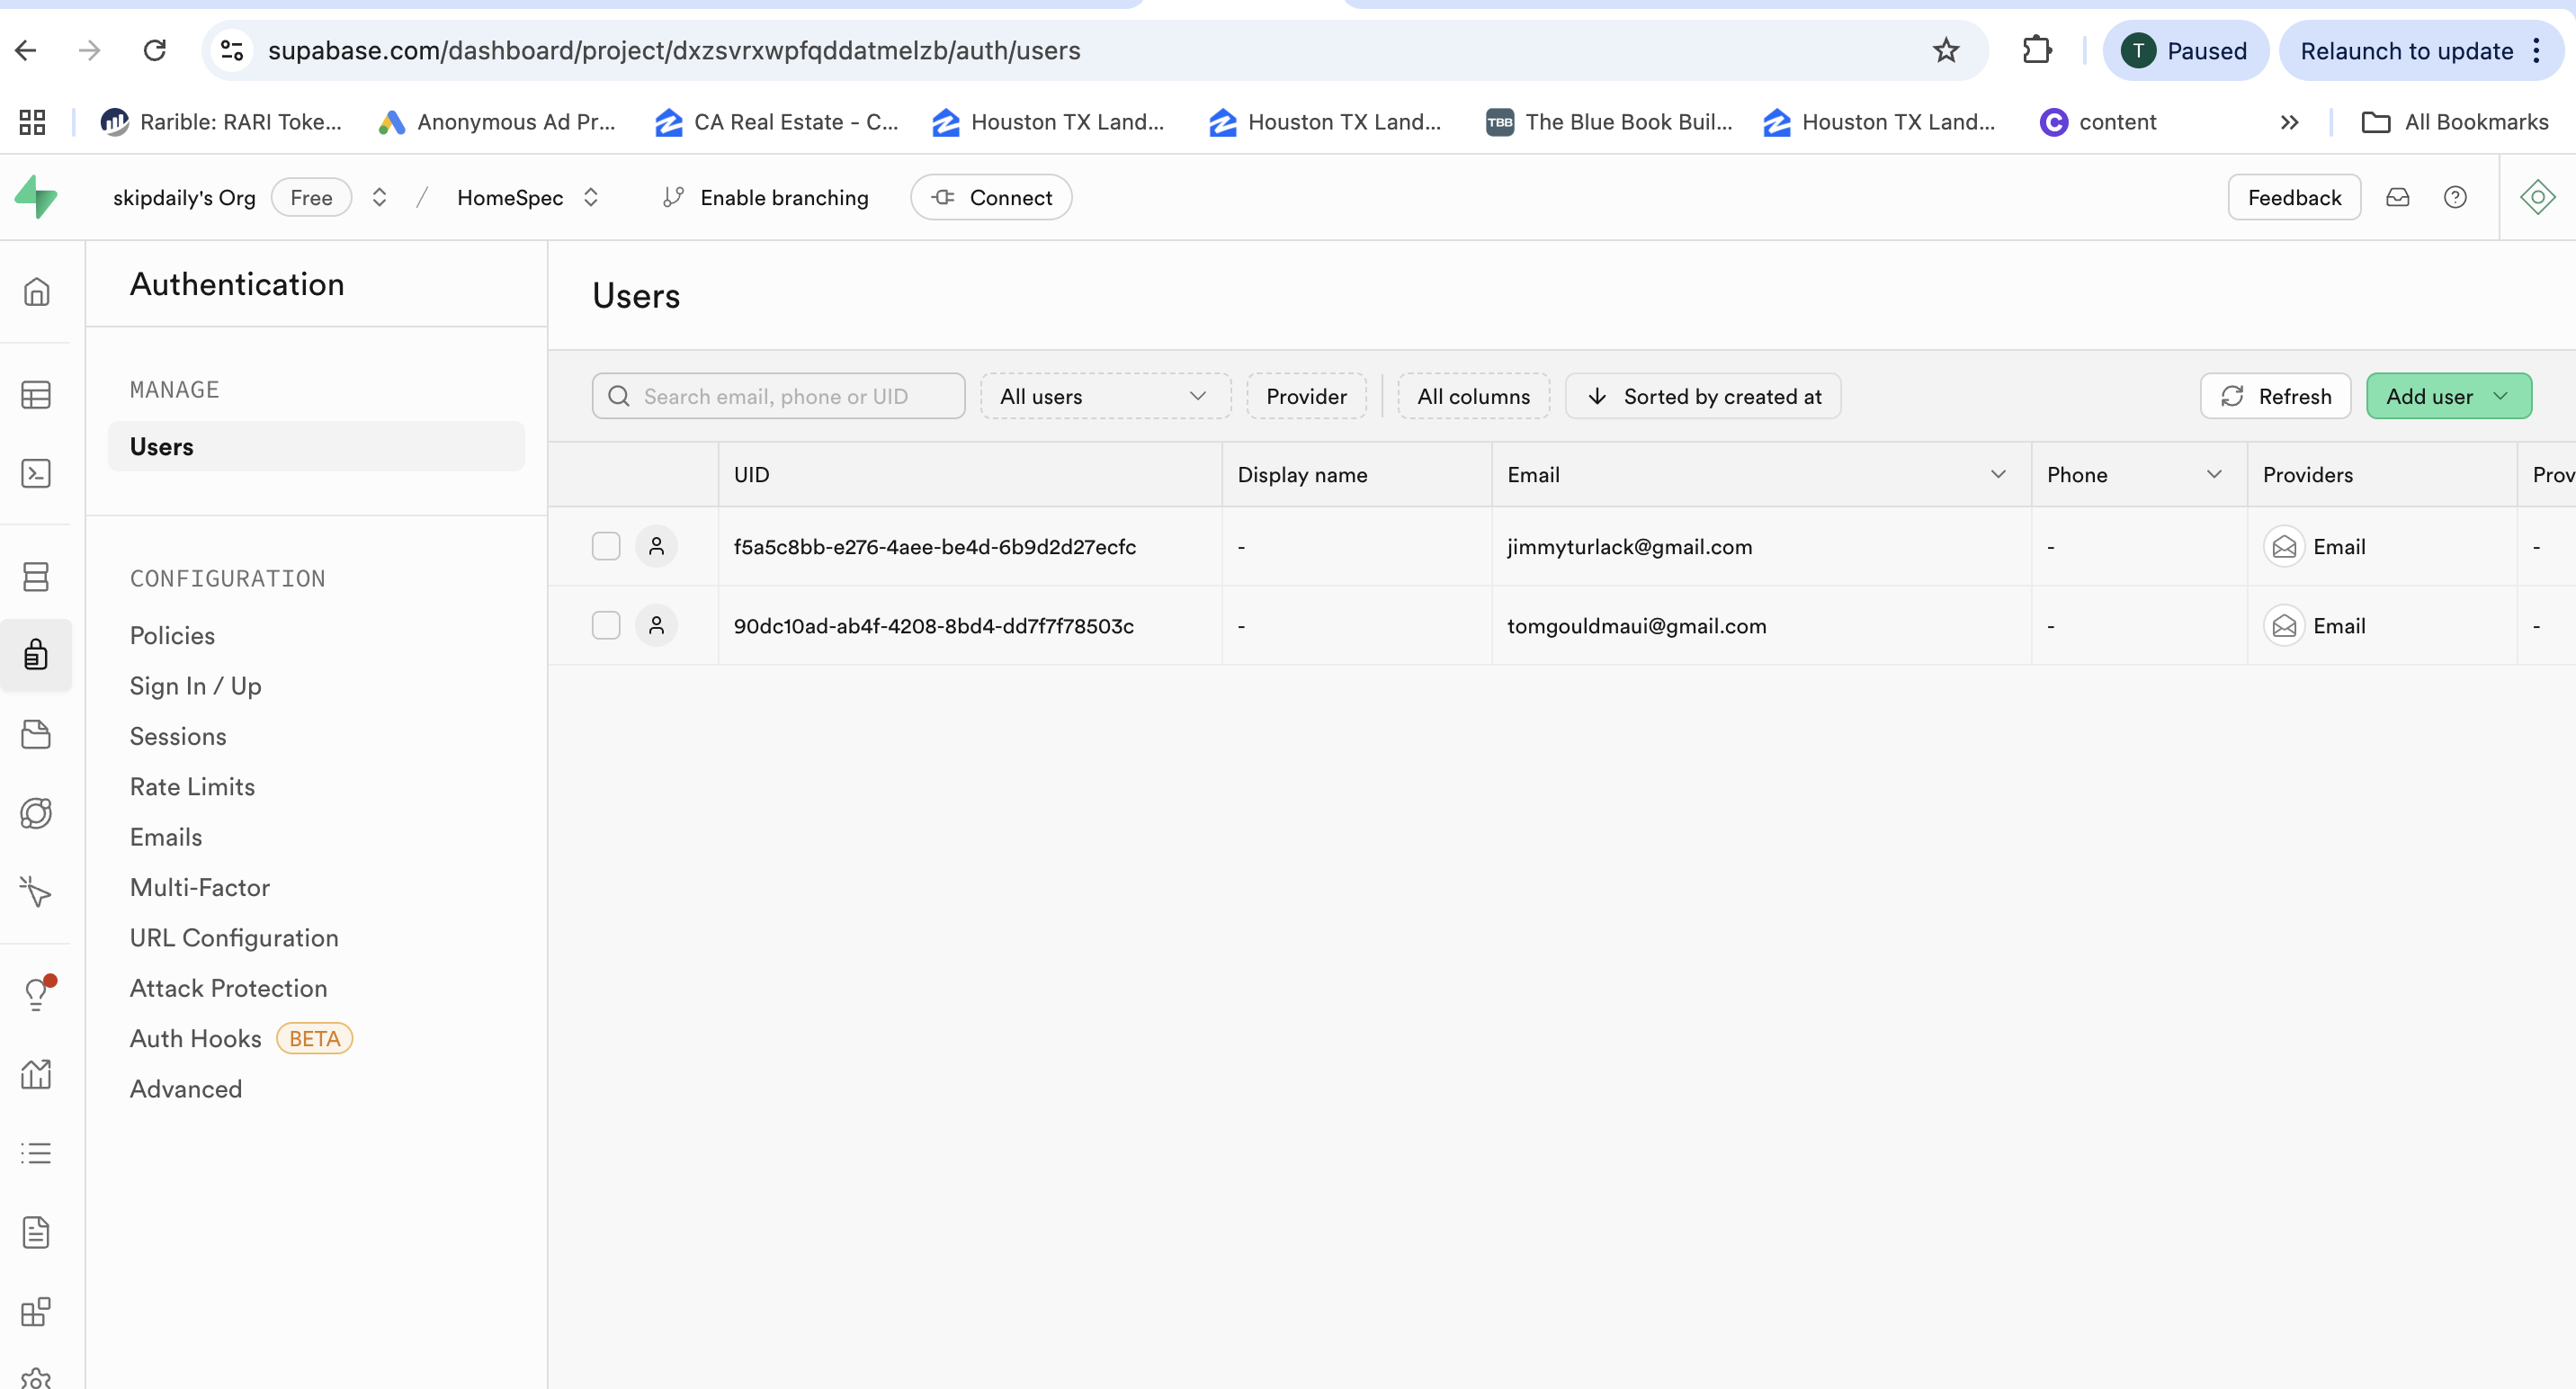 supabase.com/dashboard/project/dxzsvrxwpfqddatmelzb/auth/users
T Paused
Relaunch to update
Rarible: RARI Toke...
Anonymous Ad Pr...
CA Real Estate - C...
Houston TX Land...
Houston TX Land...
TBB The Blue Book Buil...
Houston TX Land...
C content
All Bookmarks
skipdaily's Org Free / HomeSpec
Enable branching
Connect
Feedback
Authentication
MANAGE
Users
CONFIGURATION
Policies
Sign In / Up
Sessions
Rate Limits
Emails
Multi-Factor
URL Configuration
Attack Protection
Auth Hooks BETA
Advanced
Users
Search email, phone or UID
All users
Provider
All columns
Sorted by created at
Refresh
Add user
UID Display name Email Phone Providers Prov
f5a5c8bb-e276-4aee-be4d-6b9d2d27ecfc - jimmyturlack@gmail.com - Email -
90dc10ad-ab4f-4208-8bd4-dd7f7f78503c - tomgouldmaui@gmail.com - Email -